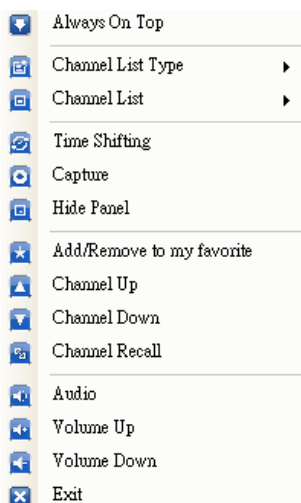 Always On Top
Channel List Type
Channel List
Time Shifting
Capture
Hide Panel
Add/Remove to my favorite
Channel Up
Channel Down
Channel Recall
Audio
Volume Up
Volume Down
Exit